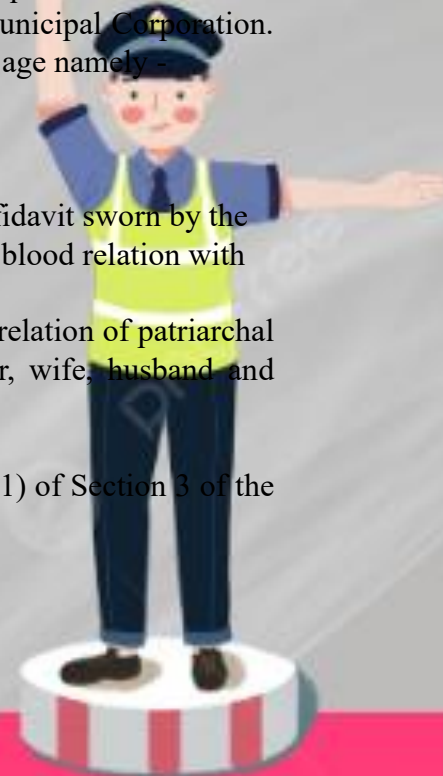 unicipal Corporation.
age namely -
fidavit sworn by the
blood relation with
relation of patriarchal
r, wife, husband and
1) of Section 3 of the